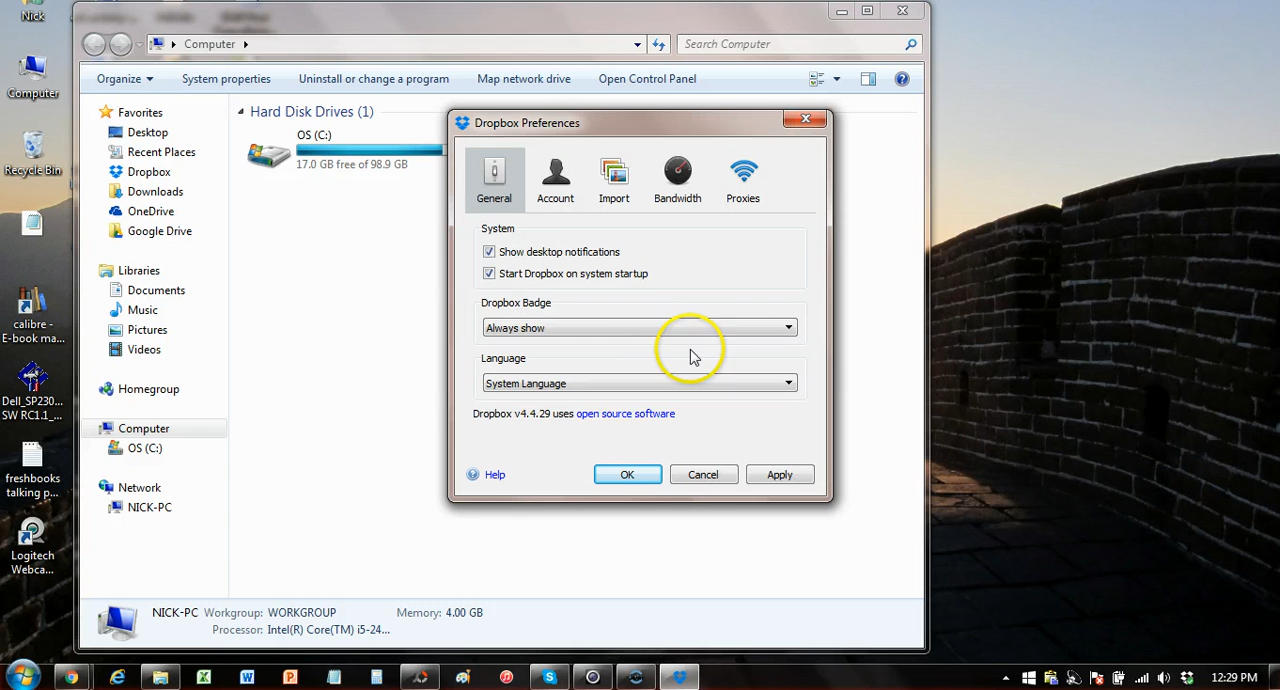 Nick
Computer
Recycle Bin
calibre -
E-book ma...
Dell_SP230...
SW RC1.1_...
freshbooks
talking p...
Logitech
Webca...
Computer
Search Computer
Organize
System properties
Uninstall or change a program
Map network drive
Open Control Panel
Favorites
Desktop
Recent Places
Dropbox
Downloads
OneDrive
Google Drive
Libraries
Documents
Music
Pictures
Videos
Homegroup
Computer
OS (C:)
Network
NICK-PC
Hard Disk Drives (1)
OS (C:)
17.0 GB free of 98.9 GB
Dropbox Preferences
General
Account
Import
Bandwidth
Proxies
System
Show desktop notifications
Start Dropbox on system startup
Dropbox Badge
Always show
Language
System Language
Dropbox v4.4.29 uses open source software
Help
OK
Cancel
Apply
NICK-PC Workgroup: WORKGROUP Memory: 4.00 GB
Processor: Intel(R) Core(TM) i5-24...
12:29 PM